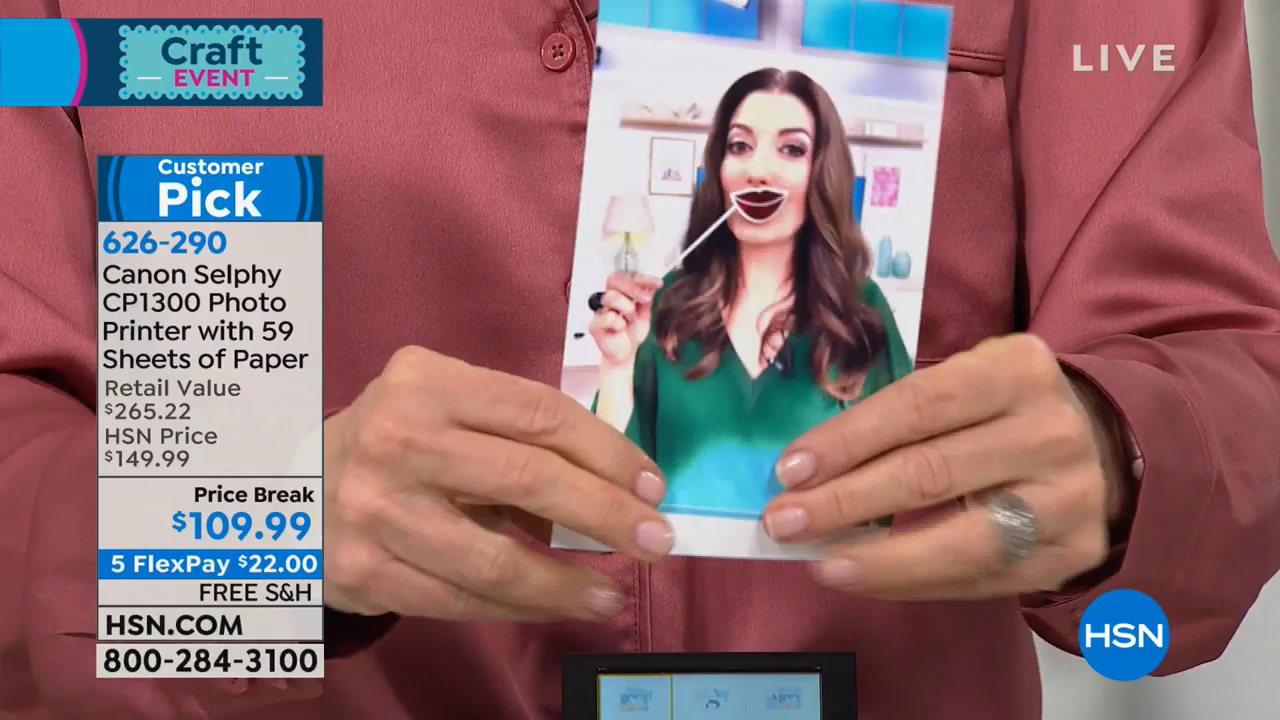 Craft
EVENT
LIVE
Customer
Pick
626-290
Canon Selphy
CP1300 Photo
Printer with 59
Sheets of Paper
Retail Value
$265.22
HSN Price
$149.99
Price Break
$109.99
5 FlexPay $22.00
FREE S&H
HSN.COM
800-284-3100
HSN